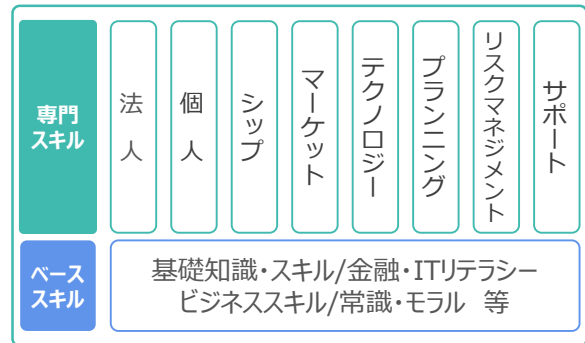 専門
スキル
法人
個人
シップ
マーケット
テクノロジー
プランニング
リスクマネジメント
サポート
ベース
スキル
基礎知識・スキル/金融・ITリテラシー
ビジネススキル/常識・モラル 等